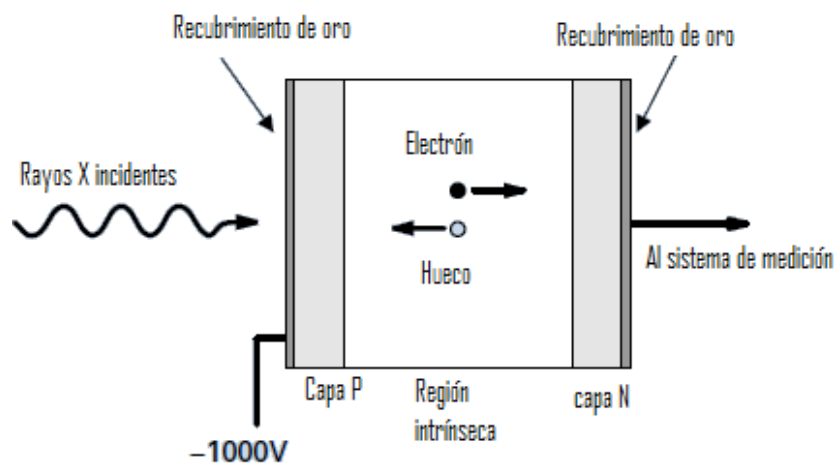 Recubrimiento de oro
Recubrimiento de oro
Electrón
Rayos X incidentes
Hueco
Al sistema de medición
Capa P
Región
intrínseca
capa N
–1000V